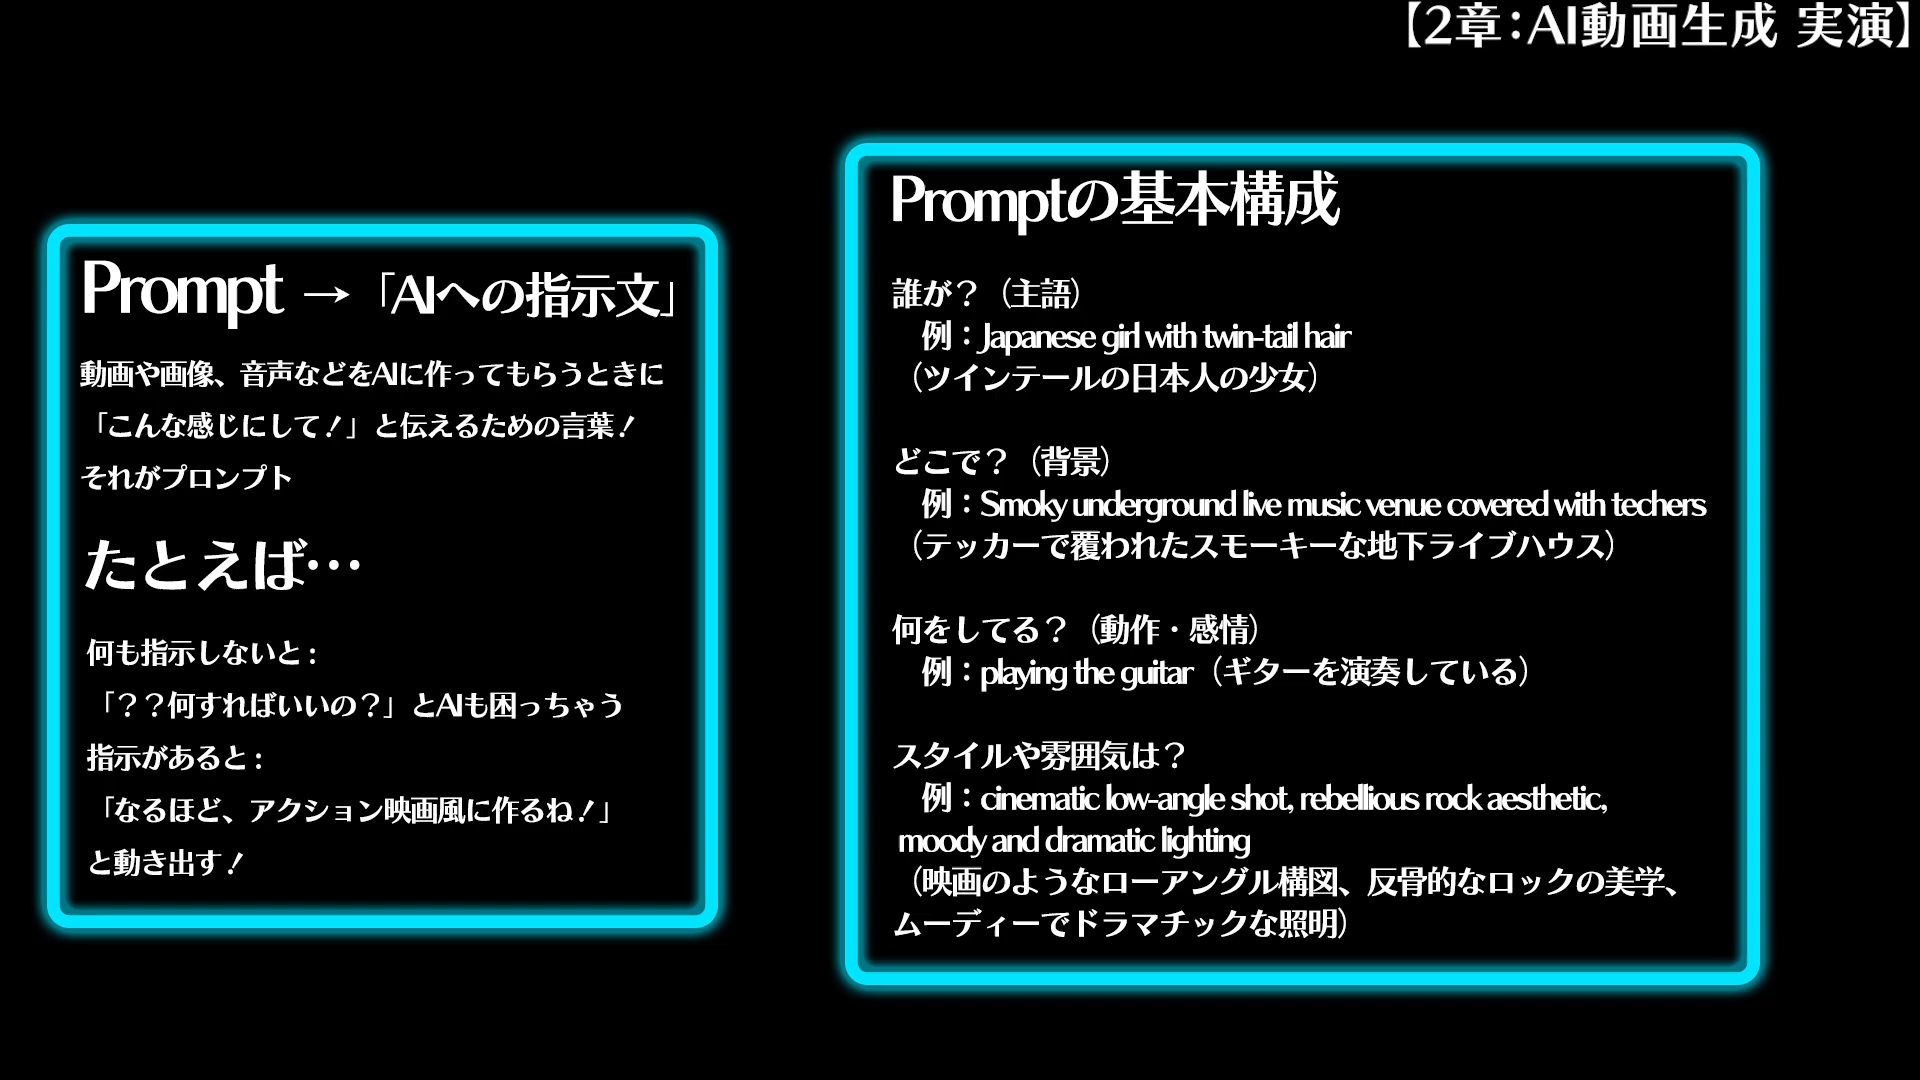 【2章：AI動画生成 実演】
Prompt →「AIへの指示文」
動画や画像、音声などをAIに作ってもらうときに
「こんな感じにして！」と伝えるための言葉！
それがプロンプト
たとえば…
何も指示しないと：
「？？何すればいいの？」とAIも困っちゃう
指示があると：
「なるほど、アクション映画風に作るね！」
と動き出す！
Promptの基本構成
誰が？（主語）
例：Japanese girl with twin-tail hair
（ツインテールの日本人の少女）
どこで？（背景）
例：Smoky underground live music venue covered with techers
（テッカーで覆われたスモーキーな地下ライブハウス）
何をしてる？（動作・感情）
例：playing the guitar（ギターを演奏している）
スタイルや雰囲気は？
例：cinematic low-angle shot, rebellious rock aesthetic,
moody and dramatic lighting
（映画のようなローアングル構図、反骨的なロックの美学、
ムーディーでドラマチックな照明）